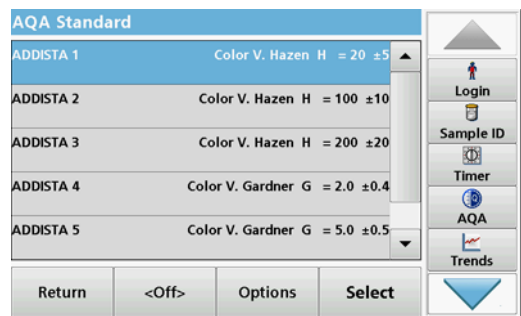 AQA Standard
ADDISTA 1 Color V. Hazen H = 20 ±5
ADDISTA 2 Color V. Hazen H = 100 ±10
ADDISTA 3 Color V. Hazen H = 200 ±20
ADDISTA 4 Color V. Gardner G = 2.0 ±0.4
ADDISTA 5 Color V. Gardner G = 5.0 ±0.5
Return <Off> Options Select
Login
Sample ID
Timer
AQA
Trends